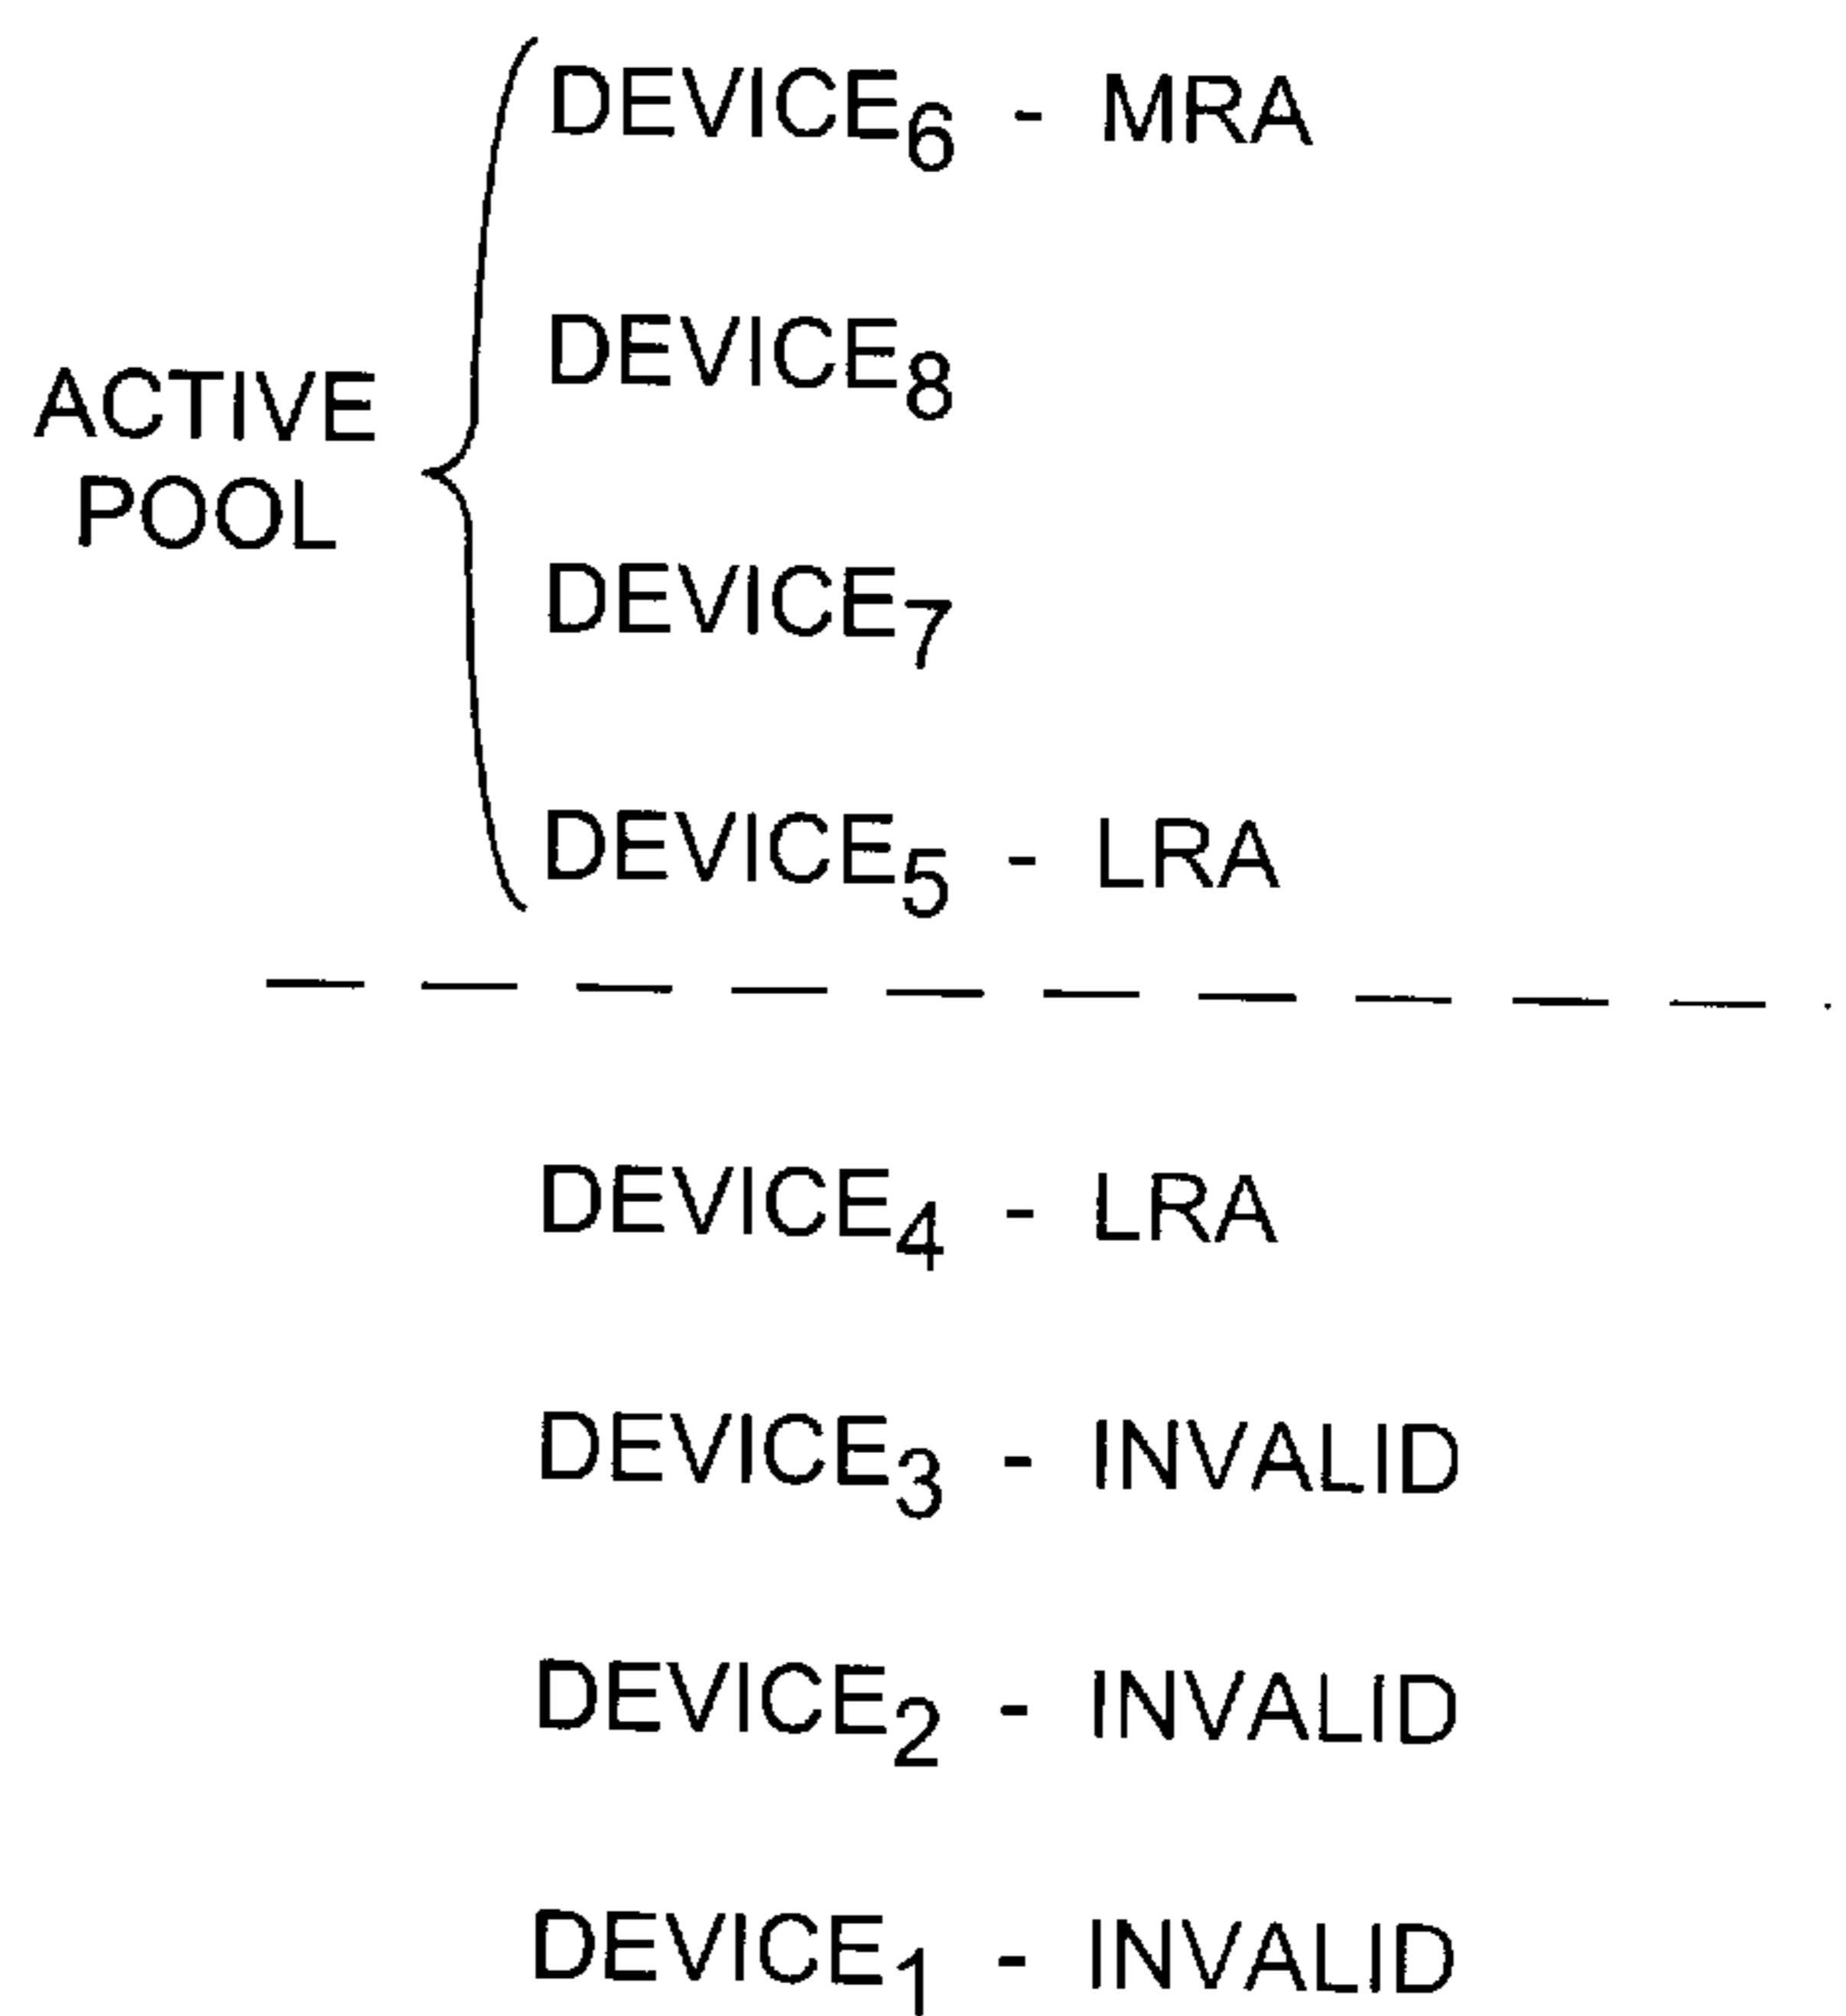 DEVICE₆ - MRA
DEVICE₈
ACTIVE
POOL
DEVICE₇
DEVICE₅ - LRA
DEVICE₄ - LRA
DEVICE₃ - INVALID
DEVICE₂ - INVALID
DEVICE₁ - INVALID